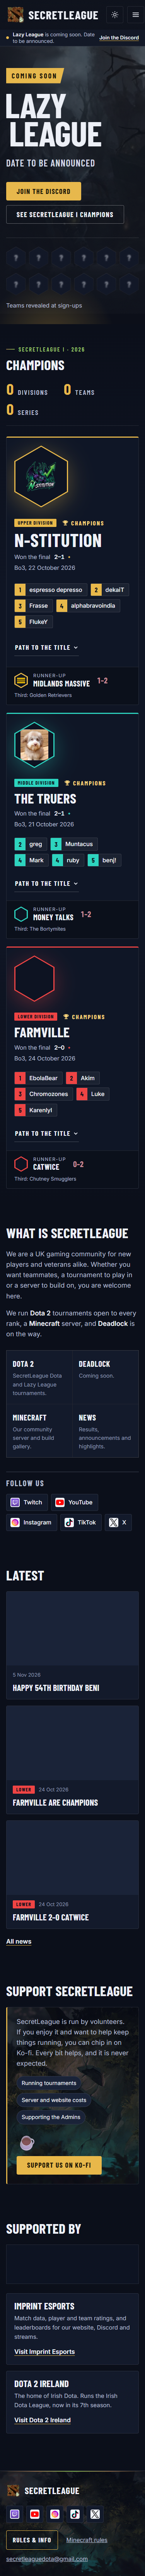 SECRETLEAGUE
Lazy League is coming soon. Date
to be announced.
Join the Discord
COMING SOON
LAZY
LEAGUE
DATE TO BE ANNOUNCED
JOIN THE DISCORD
SEE SECRETLEAGUE I CHAMPIONS
? ? ? ? ? ?
? ? ? ? ? ?
Teams revealed at sign-ups
SECRETLEAGUE I · 2026
CHAMPIONS
0 DIVISIONS 0 TEAMS
0 SERIES
UPPER DIVISION CHAMPIONS
N-STITUTION
Won the final 2–1
Bo3, 22 October 2026
1 espresso depresso 2 dekalT
3 Frasse 4 alphabravoindia
5 FlukeY
PATH TO THE TITLE
RUNNER-UP
MIDLANDS MASSIVE 1–2
Third: Golden Retrievers
MIDDLE DIVISION CHAMPIONS
THE TRUERS
Won the final 2–1
Bo3, 21 October 2026
2 greg 3 Muntacus
4 Mark 4 ruby 5 benj!
PATH TO THE TITLE
RUNNER-UP
MONEY TALKS 1–2
Third: The Borlymites
LOWER DIVISION CHAMPIONS
FARMVILLE
Won the final 2–0
Bo3, 24 October 2026
1 EbolaBear 2 Akim
3 Chromozones 4 Luke
5 Karenlyl
PATH TO THE TITLE
RUNNER-UP
CATWICE 0–2
Third: Chutney Smugglers
WHAT IS SECRETLEAGUE
We are a UK gaming community for new
players and veterans alike. Whether you
want teammates, a tournament to play in
or a server to build on, you are welcome
here.
We run Dota 2 tournaments open to every
rank, a Minecraft server, and Deadlock is
on the way.
DOTA 2
SecretLeague Dota
and Lazy League
tournaments.
DEADLOCK
Coming soon.
MINECRAFT
Our community
server and build
gallery.
NEWS
Results,
announcements and
highlights.
FOLLOW US
Twitch YouTube
Instagram TikTok X
LATEST
5 Nov 2026
HAPPY 54TH BIRTHDAY BENI
LOWER 24 Oct 2026
FARMVILLE ARE CHAMPIONS
LOWER 24 Oct 2026
FARMVILLE 2-0 CATWICE
All news
SUPPORT SECRETLEAGUE
SecretLeague is run by volunteers.
If you enjoy it and want to help keep
things running, you can chip in on
Ko-fi. Every bit helps, and it is never
expected.
Running tournaments
Server and website costs
Supporting the Admins
SUPPORT US ON KO-FI
SUPPORTED BY
IMPRINT ESPORTS
Match data, player and team ratings, and
leaderboards for our website, Discord and
streams.
Visit Imprint Esports
DOTA 2 IRELAND
The home of Irish Dota. Runs the Irish
Dota League, now in its 7th season.
Visit Dota 2 Ireland
SECRETLEAGUE
RULES & INFO Minecraft rules
secretleaguedota@gmail.com